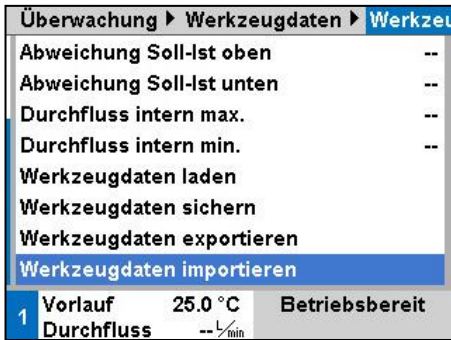 Überwachung ▶ Werkzeugdaten ▶ Werkzeu
Abweichung Soll-Ist oben --
Abweichung Soll-Ist unten --
Durchfluss intern max. --
Durchfluss intern min. --
Werkzeugdaten laden
Werkzeugdaten sichern
Werkzeugdaten exportieren
Werkzeugdaten importieren
1 Vorlauf 25.0 °C Betriebsbereit
Durchfluss -- L/min